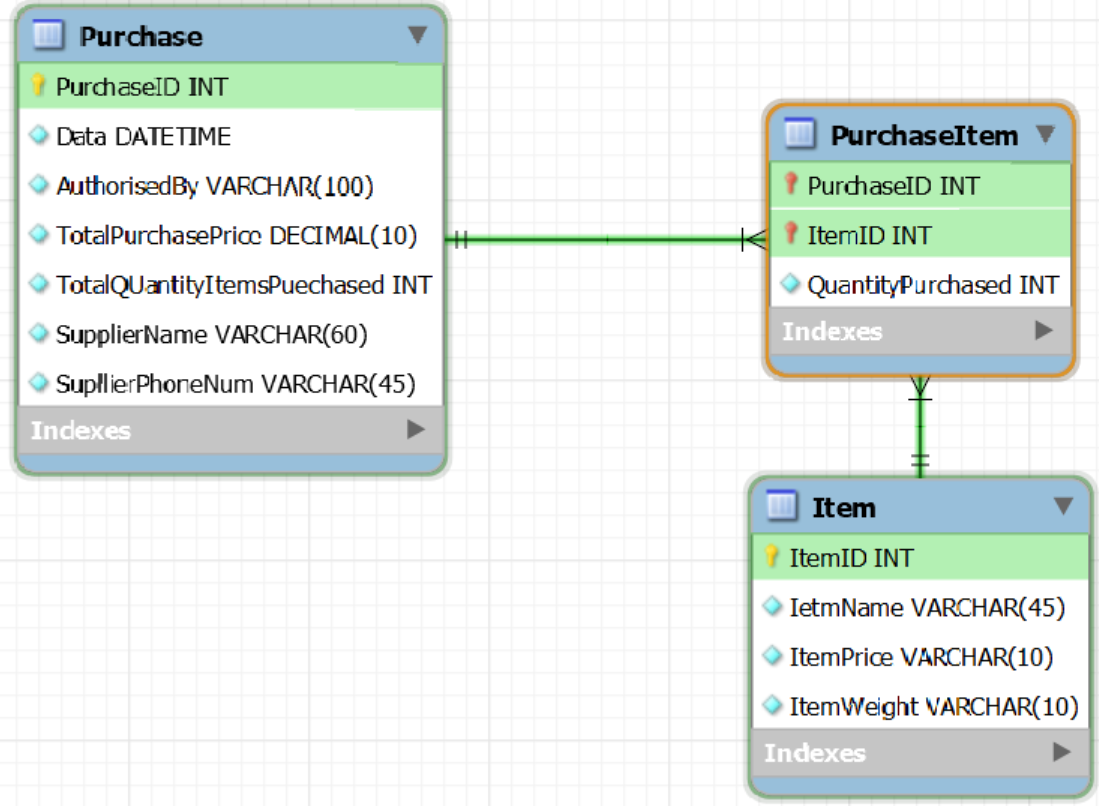 Purchase
PurchaseID INT
Data DATETIME
AuthorisedBy VARCHAR(100)
TotalPurchasePrice DECIMAL(10)
TotalQUantityItemsPuechased INT
SupplierName VARCHAR(60)
SupllierPhoneNum VARCHAR(45)
Indexes
PurchaseItem
PurchaseID INT
ItemID INT
QuantityPurchased INT
Indexes
Item
ItemID INT
IetmName VARCHAR(45)
ItemPrice VARCHAR(10)
ItemWeight VARCHAR(10)
Indexes